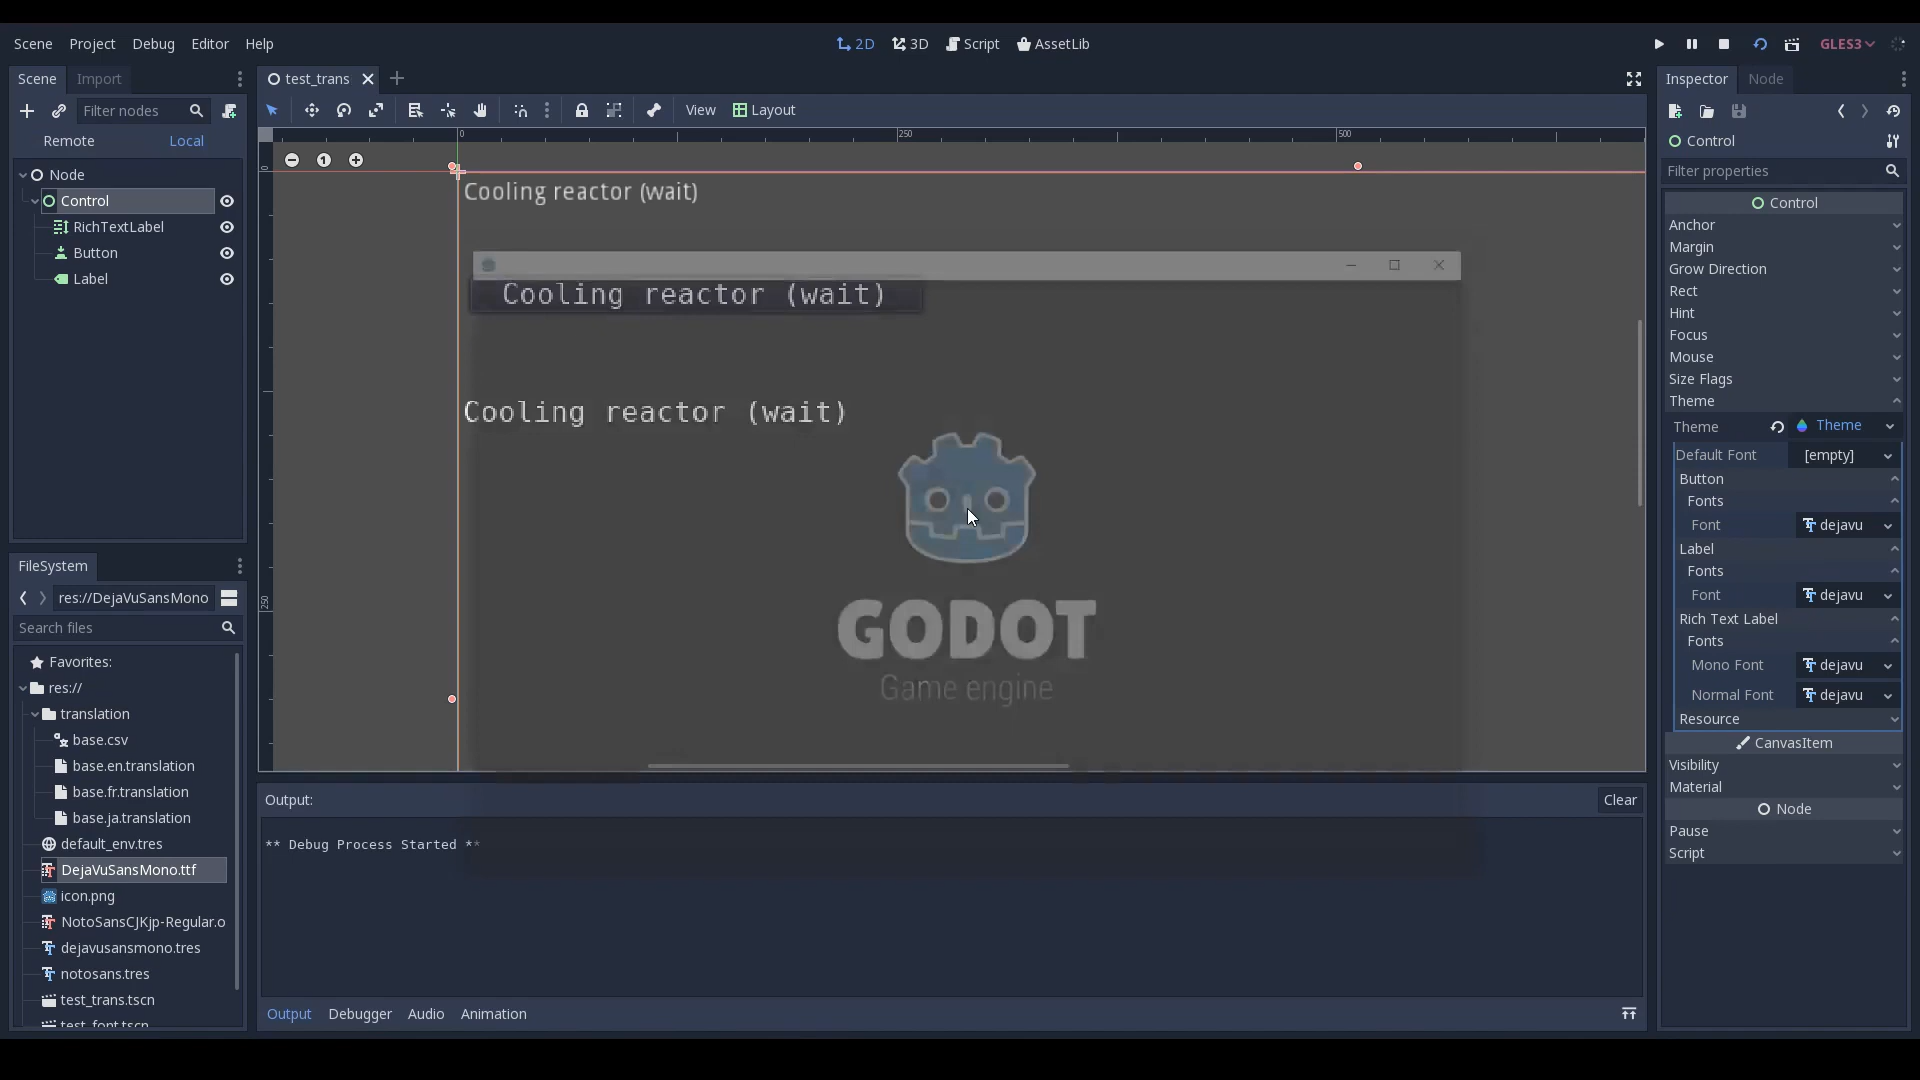 Scene Project Debug Editor Help
2D 3D Script AssetLib
GLES3
Scene Import
test_trans
Inspector Node
Filter nodes
View Layout
Remote Local
Control
0 250 500
Filter properties
Node
Control
RichTextLabel
Button
Label
0
250
1
Cooling reactor (wait)
Cooling reactor (wait)
Cooling reactor (wait)
GODOT
Game engine
Control
Anchor
Margin
Grow Direction
Rect
Hint
Focus
Mouse
Size Flags
Theme
Theme Theme
Default Font [empty]
Button
Fonts
Font dejavu
Label
Fonts
Font dejavu
Rich Text Label
Fonts
Mono Font dejavu
Normal Font dejavu
Resource
CanvasItem
Visibility
Material
Node
Pause
Script
FileSystem
res://DejaVuSansMono
Search files
Favorites:
res://
translation
base.csv
base.en.translation
base.fr.translation
base.ja.translation
default_env.tres
DejaVuSansMono.ttf
icon.png
NotoSansCJKjp-Regular.o
dejavusansmono.tres
notosans.tres
test_trans.tscn
test_font.tscn
Output:
Clear
** Debug Process Started **
Output Debugger Audio Animation